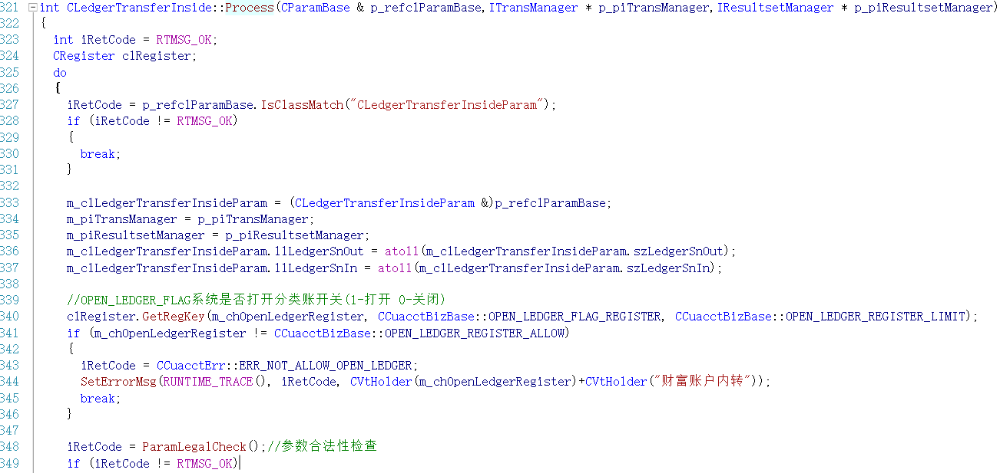 321 int CLedgerTransferInside::Process(CParamBase & p_refclParamBase,ITransManager * p_piTransManager,IResultsetManager * p_piResultsetManager)
322 {
323 int iRetCode = RTMSG_OK;
324 CRegister clRegister;
325 do
326 {
327 iRetCode = p_refclParamBase.IsClassMatch("CLedgerTransferInsideParam");
328 if (iRetCode != RTMSG_OK)
329 {
330 break;
331 }
332
333 m_clLedgerTransferInsideParam = (CLedgerTransferInsideParam &)p_refclParamBase;
334 m_piTransManager = p_piTransManager;
335 m_piResultsetManager = p_piResultsetManager;
336 m_clLedgerTransferInsideParam.llLedgerSnOut = atoll(m_clLedgerTransferInsideParam.szLedgerSnOut);
337 m_clLedgerTransferInsideParam.llLedgerSnIn = atoll(m_clLedgerTransferInsideParam.szLedgerSnIn);
338
339 //OPEN_LEDGER_FLAG系统是否打开分类账开关(1-打开 0-关闭)
340 clRegister.GetRegKey(m_chOpenLedgerRegister, CCuacctBizBase::OPEN_LEDGER_FLAG_REGISTER, CCuacctBizBase::OPEN_LEDGER_REGISTER_LIMIT);
341 if (m_chOpenLedgerRegister != CCuacctBizBase::OPEN_LEDGER_REGISTER_ALLOW)
342 {
343 iRetCode = CCuacctErr::ERR_NOT_ALLOW_OPEN_LEDGER;
344 SetErrorMsg(RUNTIME_TRACE(), iRetCode, CVtHolder(m_chOpenLedgerRegister)+CVtHolder("财富账户内转"));
345 break;
346 }
347
348 iRetCode = ParamLegalCheck();//参数合法性检查
349 if (iRetCode != RTMSG_OK)